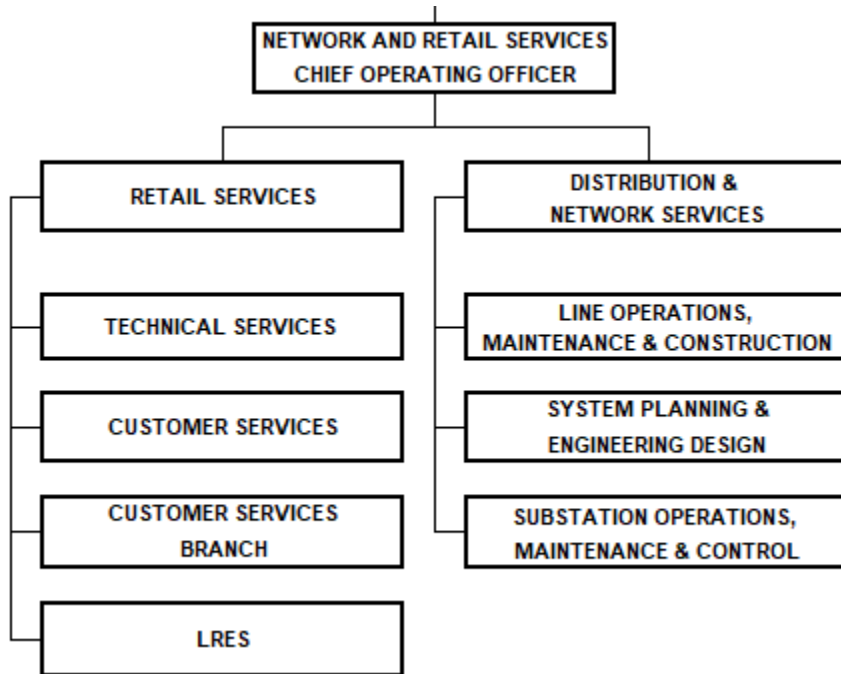 NETWORK AND RETAIL SERVICES
CHIEF OPERATING OFFICER
RETAIL SERVICES
TECHNICAL SERVICES
CUSTOMER SERVICES
CUSTOMER SERVICES
BRANCH
LRES
DISTRIBUTION &
NETWORK SERVICES
LINE OPERATIONS,
MAINTENANCE & CONSTRUCTION
SYSTEM PLANNING &
ENGINEERING DESIGN
SUBSTATION OPERATIONS,
MAINTENANCE & CONTROL